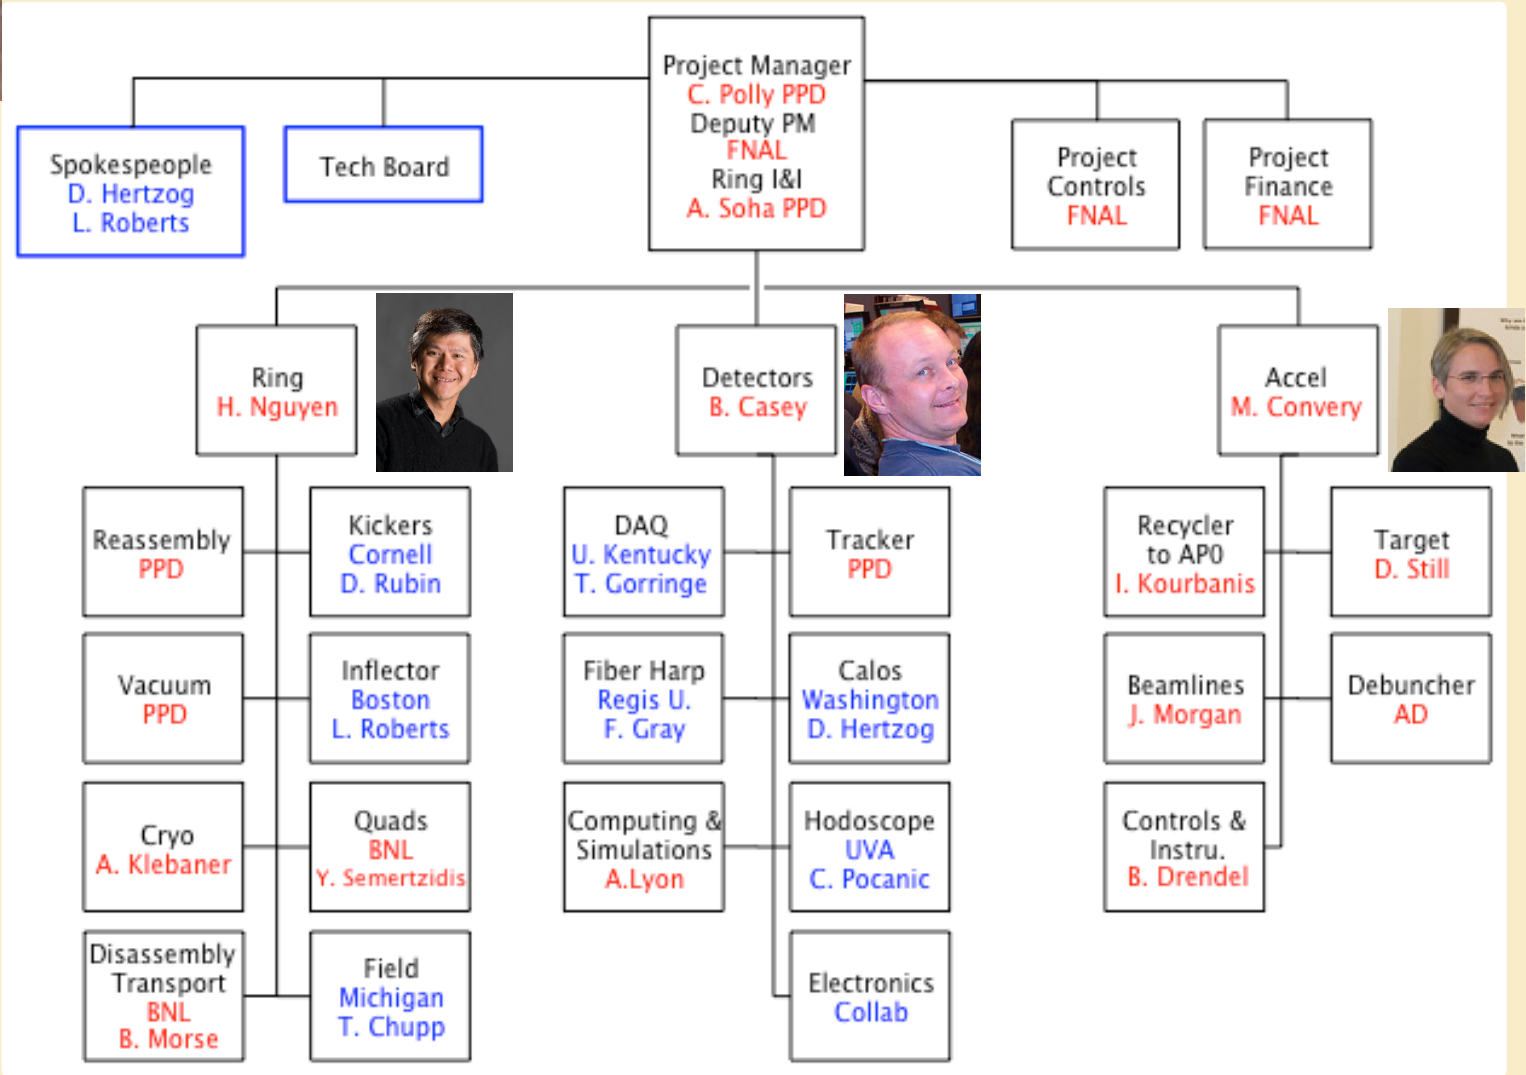 Project Manager
C. Polly PPD
Deputy PM
FNAL
Ring I&I
A. Soha PPD
Spokespeople
D. Hertzog
L. Roberts
Tech Board
Project
Controls
FNAL
Project
Finance
FNAL
Ring
H. Nguyen
Detectors
B. Casey
Accel
M. Convery
Reassembly
PPD
Kickers
Cornell
D. Rubin
DAQ
U. Kentucky
T. Gorringe
Tracker
PPD
Recycler
to AP0
I. Kourbanis
Target
D. Still
Vacuum
PPD
Inflector
Boston
L. Roberts
Fiber Harp
Regis U.
F. Gray
Calos
Washington
D. Hertzog
Beamlines
J. Morgan
Debuncher
AD
Cryo
A. Klebaner
Quads
BNL
Y. Semertzidis
Computing &
Simulations
A.Lyon
Hodoscope
UVA
C. Pocanic
Controls &
Instru.
B. Drendel
Disassembly
Transport
BNL
B. Morse
Field
Michigan
T. Chupp
Electronics
Collab